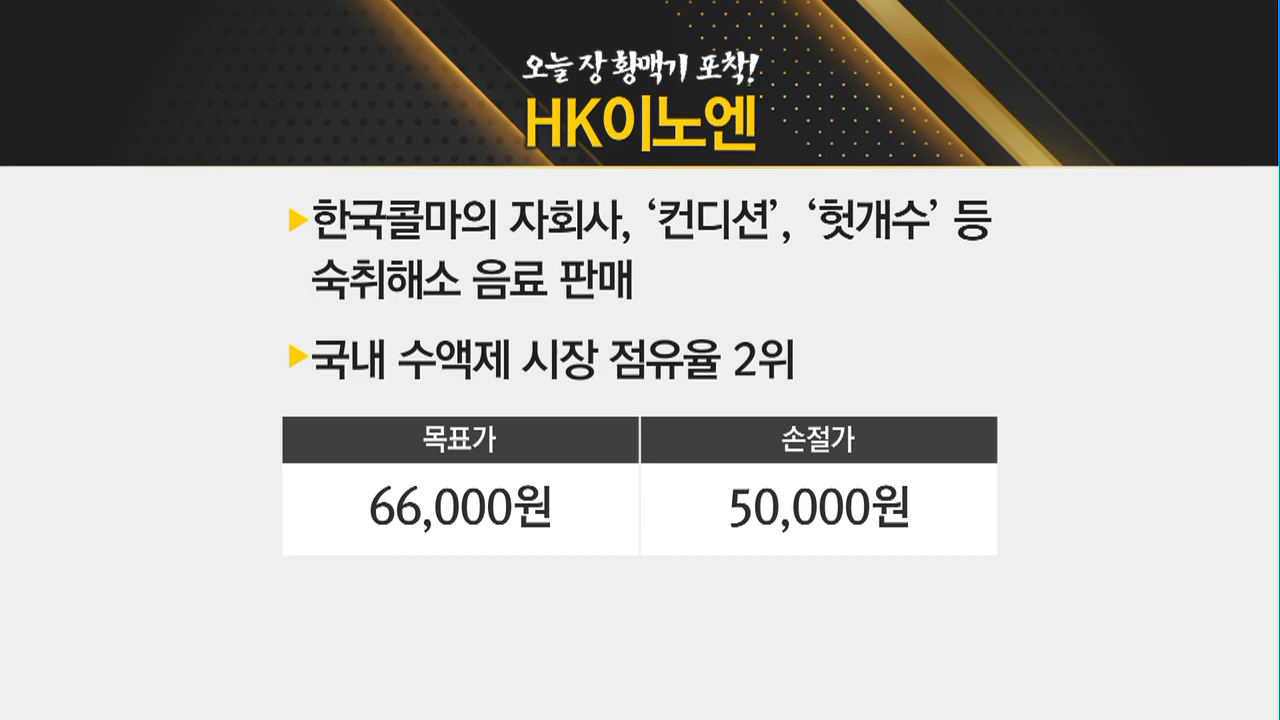 오늘 장 황맥기 포착!
HK이노엔
▶한국콜마의 자회사, ‘컨디션’, ‘헛개수’ 등
숙취해소 음료 판매
▶국내 수액제 시장 점유율 2위
목표가 손절가
66,000원 50,000원